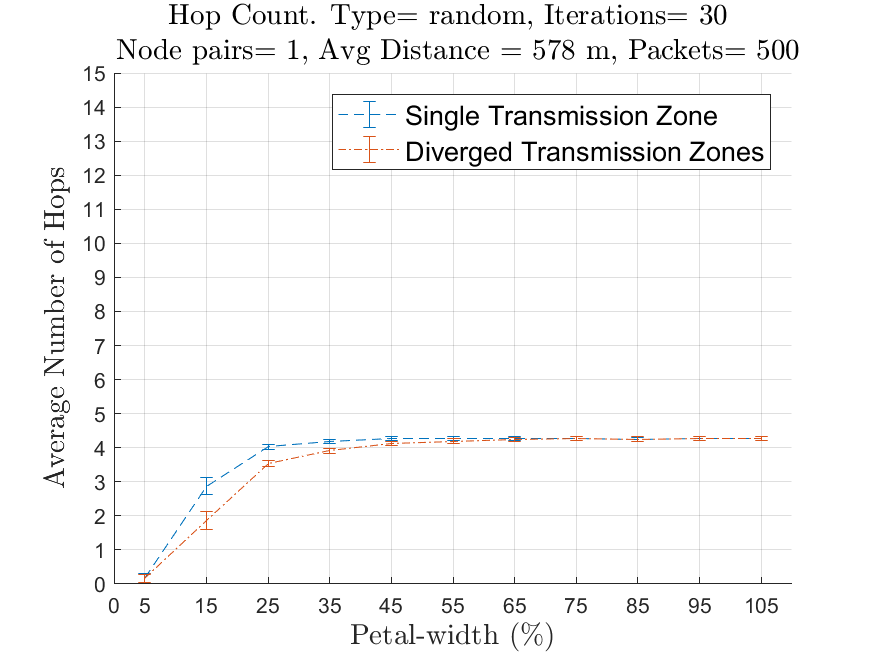 Hop Count. Type= random, Iterations= 30
Node pairs= 1, Avg Distance = 578 m, Packets= 500
Single Transmission Zone
Diverged Transmission Zones
Average Number of Hops
15
14
13
12
11
10
9
8
7
6
5
4
3
2
1
0
0 5 15 25 35 45 55 65 75 85 95 105
Petal-width (%)